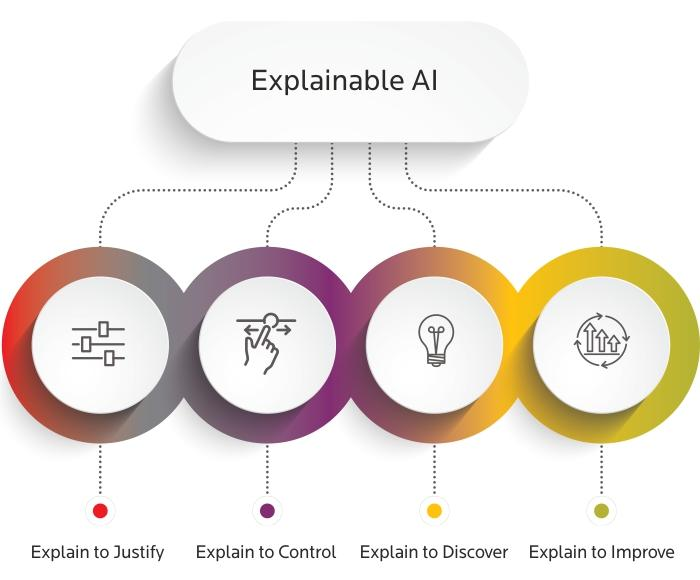 Explainable AI
Explain to Justify
Explain to Control
Explain to Discover
Explain to Improve